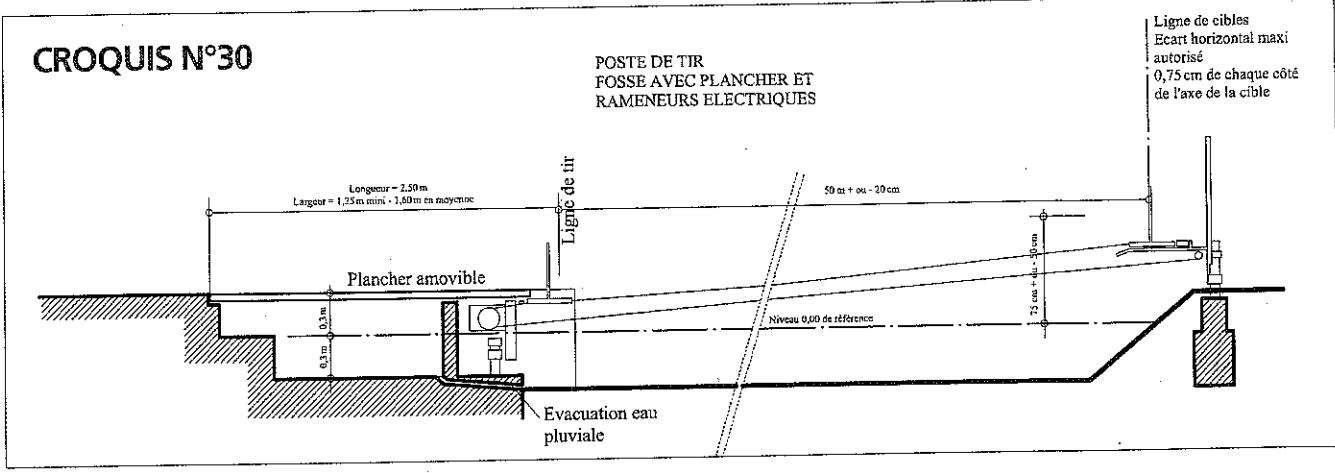 CROQUIS N°30
POSTE DE TIR
FOSSE AVEC PLANCHER ET
RAMENEURS ELECTRIQUES
Ligne de cibles
Ecart horizontal maxi
autorisé
0,75 cm de chaque côté
de l'axe de la cible
Longueur = 2,50 m
Largeur = 1,25 m mini - 1,60 m en moyenne
Ligne de tir
50 m + ou - 20 cm
Plancher amovible
0,3 m
0,3 m
75 cm + ou - 50 cm
Niveau 0,00 de référence
Evacuation eau
pluviale